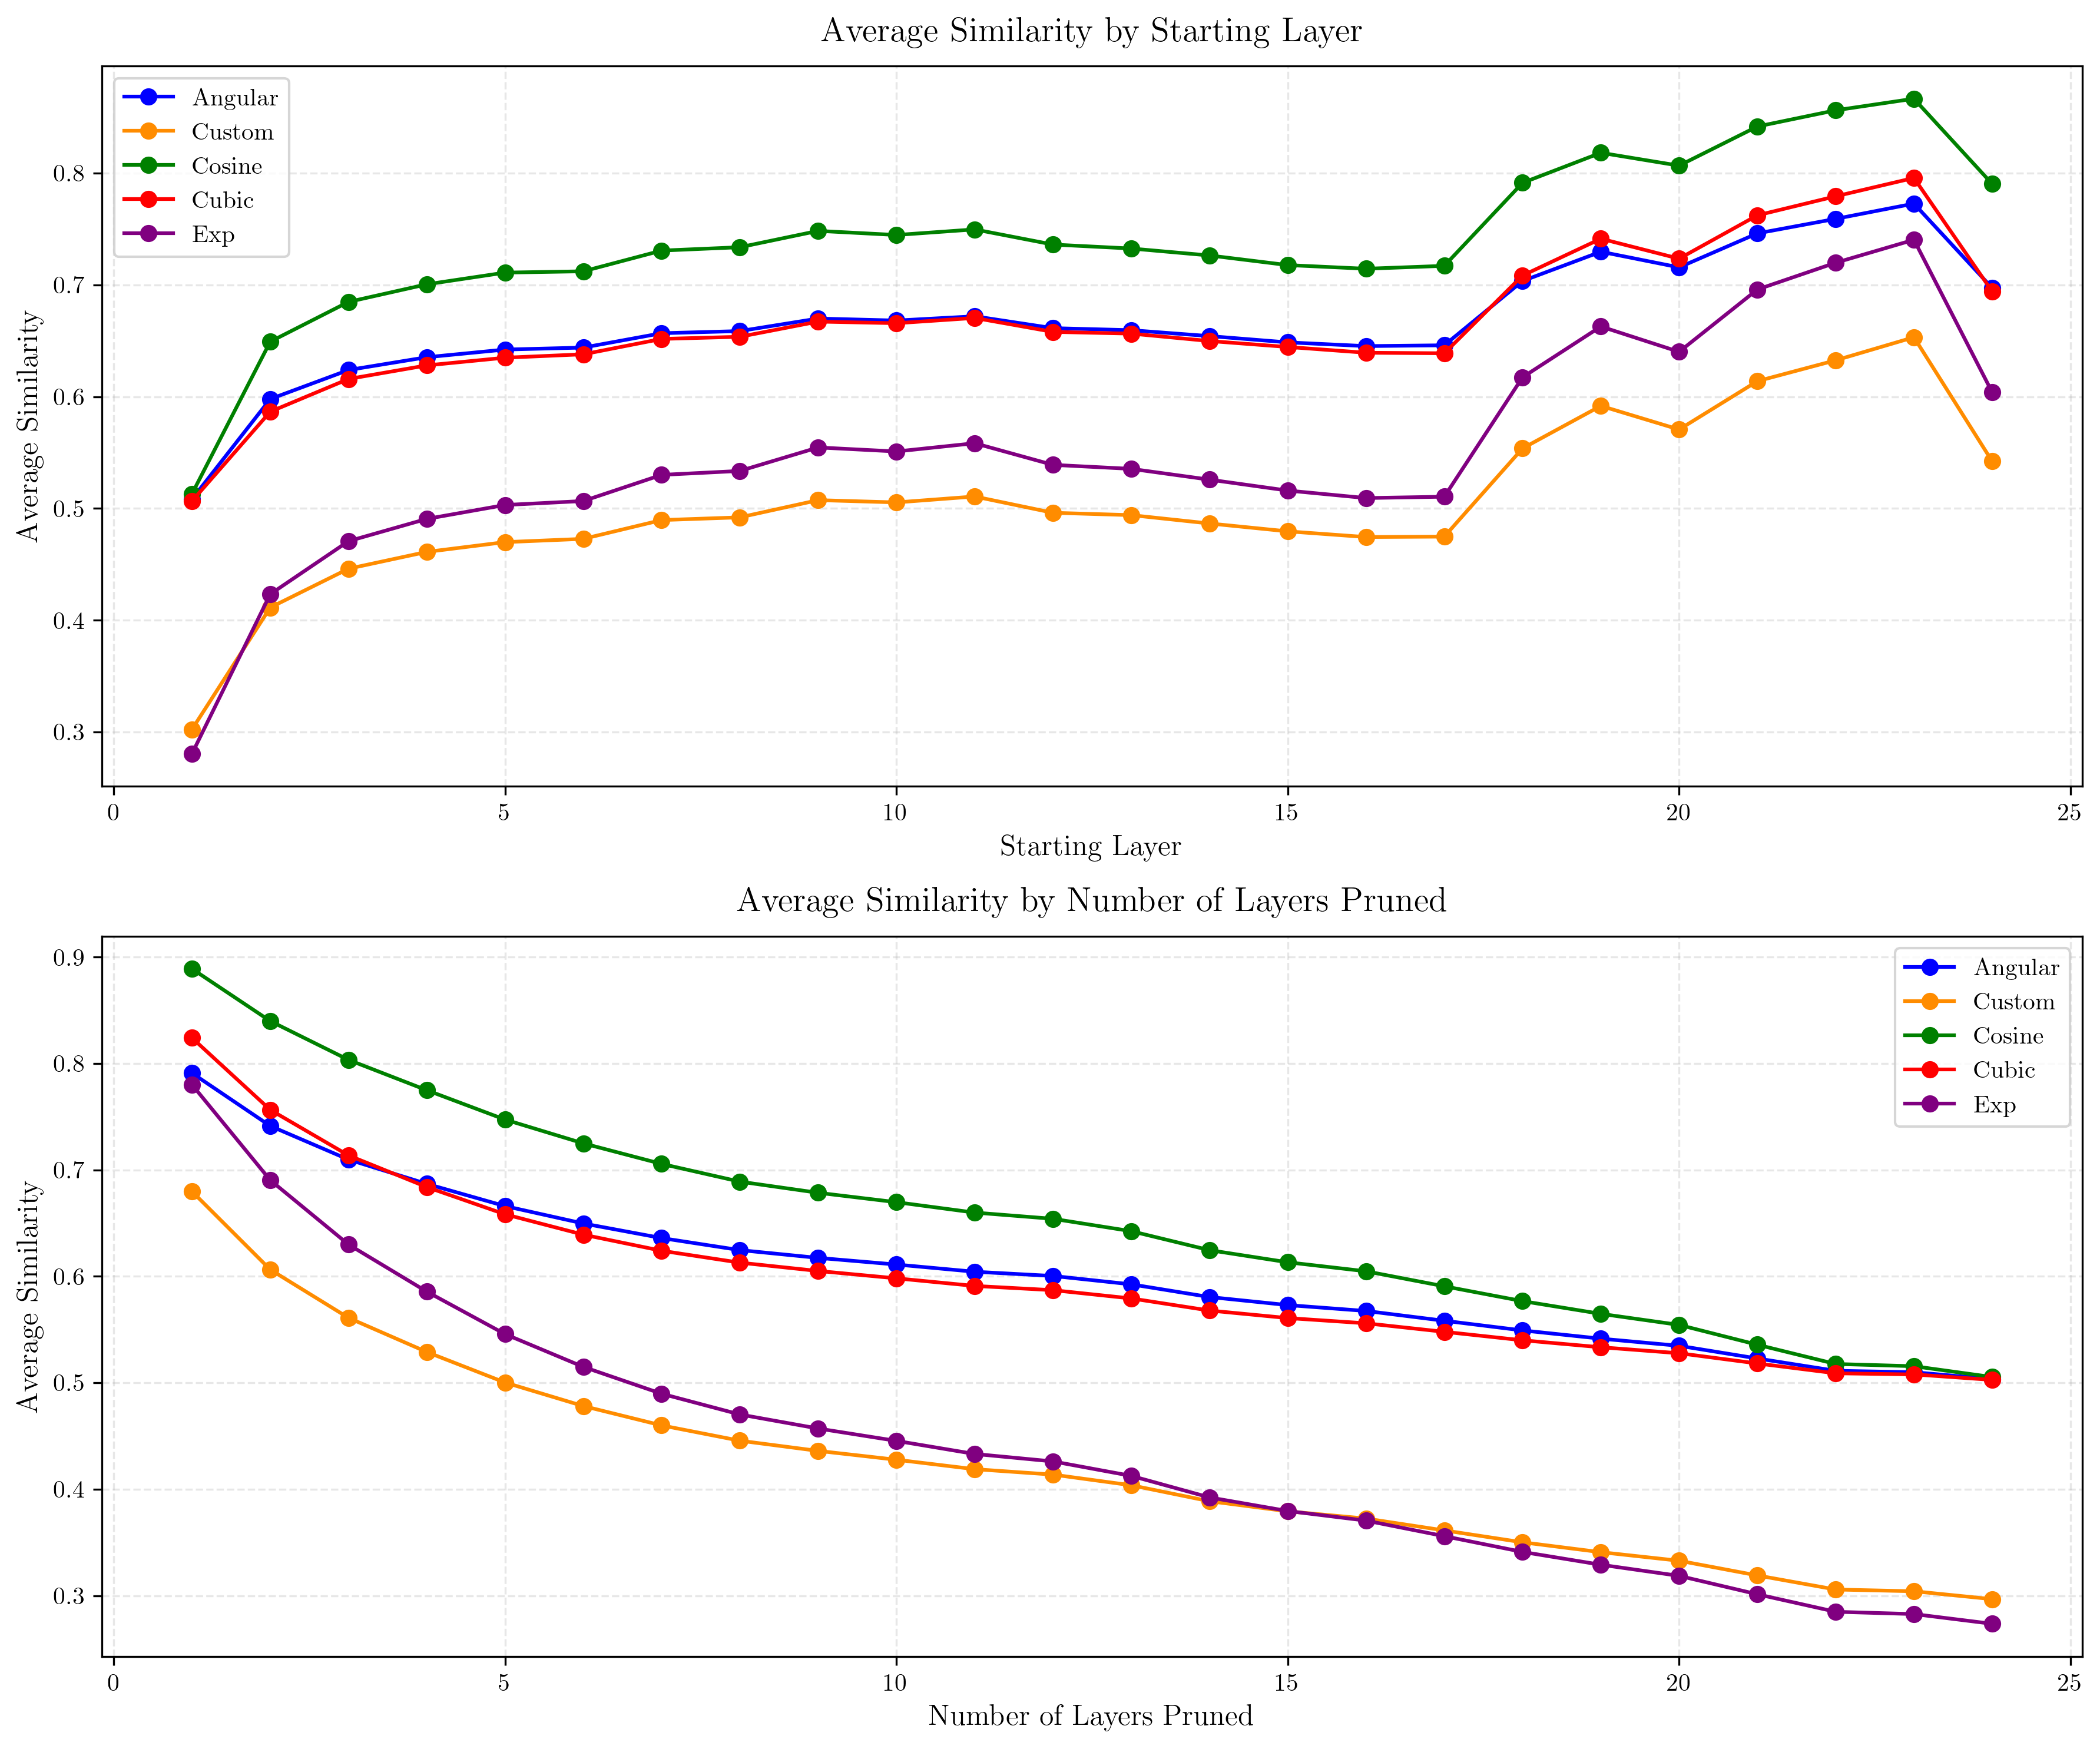 Average Similarity by Starting Layer
Angular
Custom
Cosine
Cubic
Exp
Average Similarity
0.8
0.7
0.6
0.5
0.4
0.3
0 5 10 15 20 25
Starting Layer
Average Similarity by Number of Layers Pruned
Angular
Custom
Cosine
Cubic
Exp
Average Similarity
0.9
0.8
0.7
0.6
0.5
0.4
0.3
0 5 10 15 20 25
Number of Layers Pruned